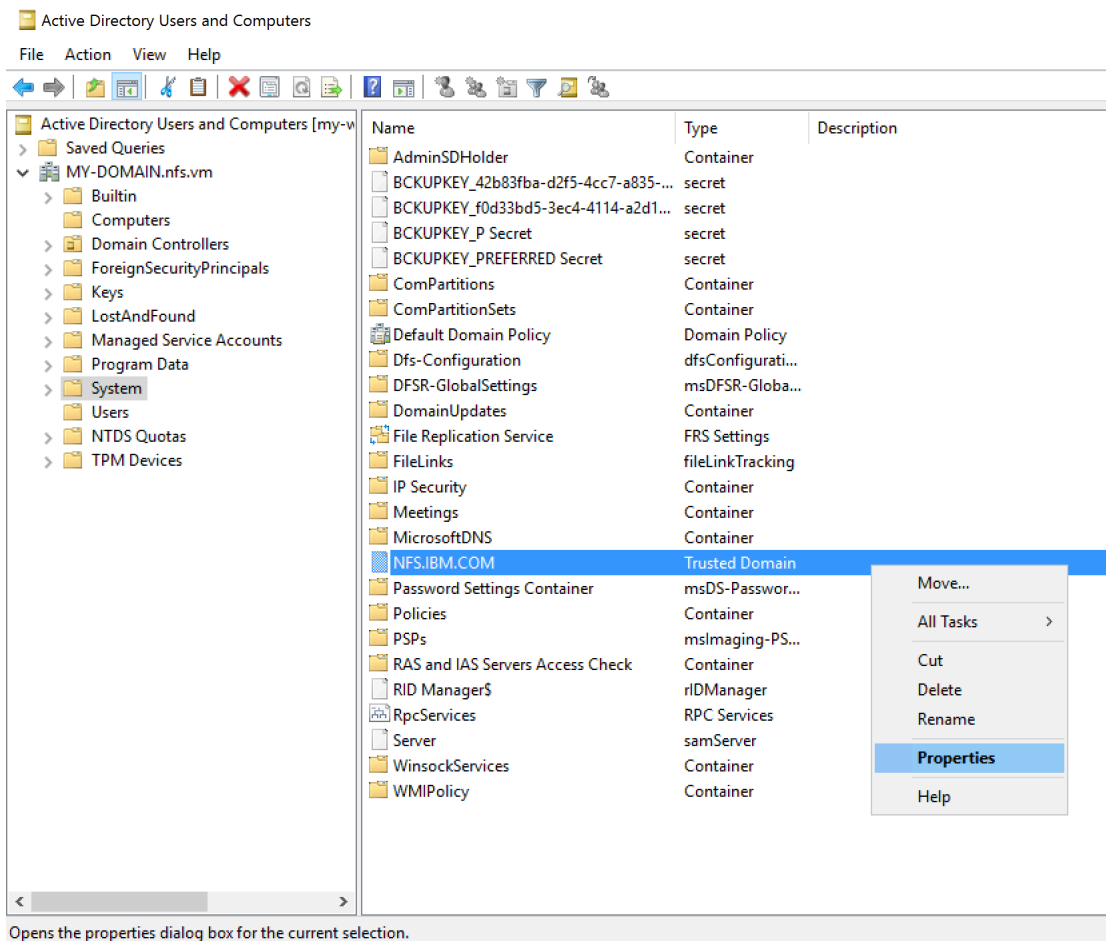 Active Directory Users and Computers
File Action View Help
Active Directory Users and Computers [my-w
Saved Queries
MY-DOMAIN.nfs.vm
Builtin
Computers
Domain Controllers
ForeignSecurityPrincipals
Keys
LostAndFound
Managed Service Accounts
Program Data
System
Users
NTDS Quotas
TPM Devices
Name Type Description
AdminSDHolder Container
BCKUPKEY_42b83fba-d2f5-4cc7-a835-... secret
BCKUPKEY_f0d33bd5-3ec4-4114-a2d1... secret
BCKUPKEY_P Secret secret
BCKUPKEY_PREFERRED Secret secret
ComPartitions Container
ComPartitionSets Container
Default Domain Policy Domain Policy
Dfs-Configuration dfsConfigurati...
DFSR-GlobalSettings msDFSR-Globa...
DomainUpdates Container
File Replication Service FRS Settings
FileLinks fileLinkTracking
IP Security Container
Meetings Container
MicrosoftDNS Container
NFS.IBM.COM Trusted Domain
Password Settings Container msDS-Passwor...
Policies Container
PSPs msImaging-PS...
RAS and IAS Servers Access Check Container
RID Manager$ rIDManager
RpcServices RPC Services
Server samServer
WinsockServices Container
WMIPolicy Container
Move...
All Tasks
Cut
Delete
Rename
Properties
Help
Opens the properties dialog box for the current selection.